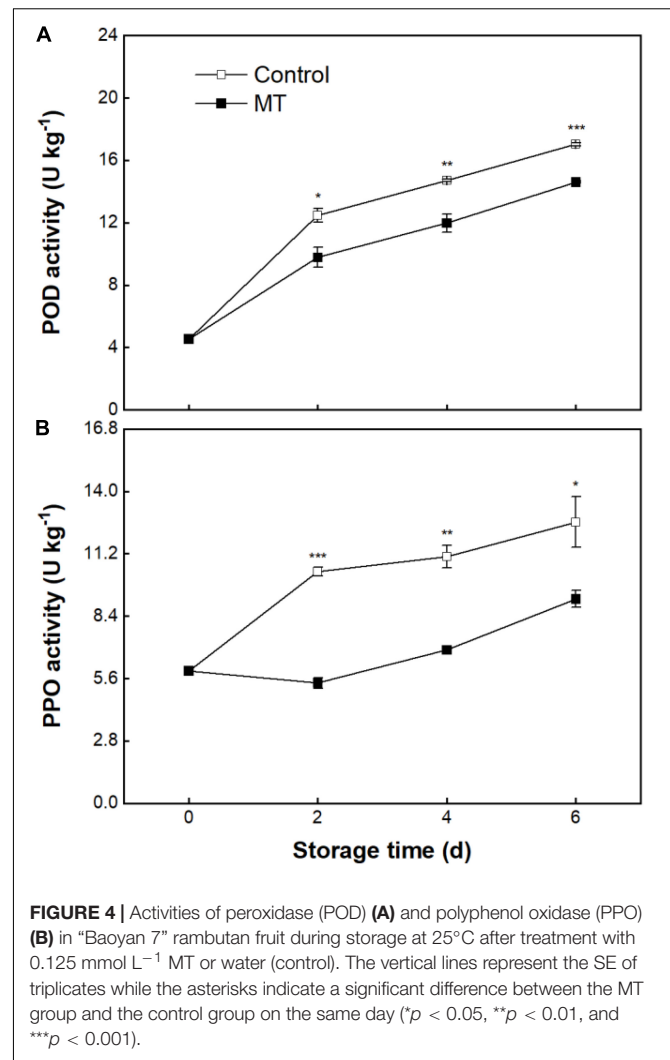 A
24
20
16
12
8
4
0
POD activity (U kg-1)
Control
MT
*
**
***
B
16.8
14.0
11.2
8.4
5.6
2.8
0.0
PPO activity (U kg-1)
***
**
*
0 2 4 6
Storage time (d)
FIGURE 4 | Activities of peroxidase (POD) (A) and polyphenol oxidase (PPO)
(B) in “Baoyan 7” rambutan fruit during storage at 25°C after treatment with
0.125 mmol L−1 MT or water (control). The vertical lines represent the SE of
triplicates while the asterisks indicate a significant difference between the MT
group and the control group on the same day (*p < 0.05, **p < 0.01, and
***p < 0.001).